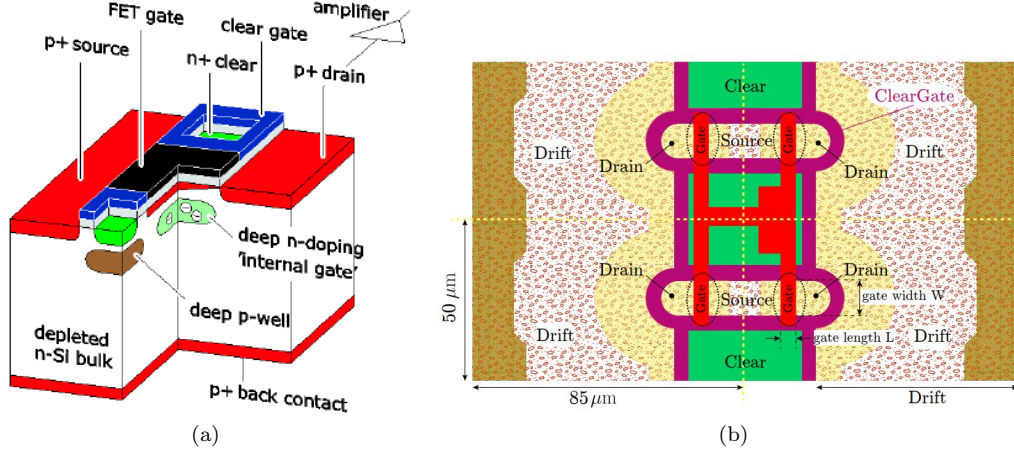 amplifier
FET gate
clear gate
p+ source
n+ clear
p+ drain
deep n-doping
'internal gate'
deep p-well
depleted
n-Si bulk
p+ back contact
(a)
Clear
ClearGate
Gate
Source
Gate
Drift
Drain
Drain
Drift
Drain
Drain
Gate
Source
Gate
gate width W
50 μm
Drift
gate length L
Drift
Clear
85 μm
Drift
(b)